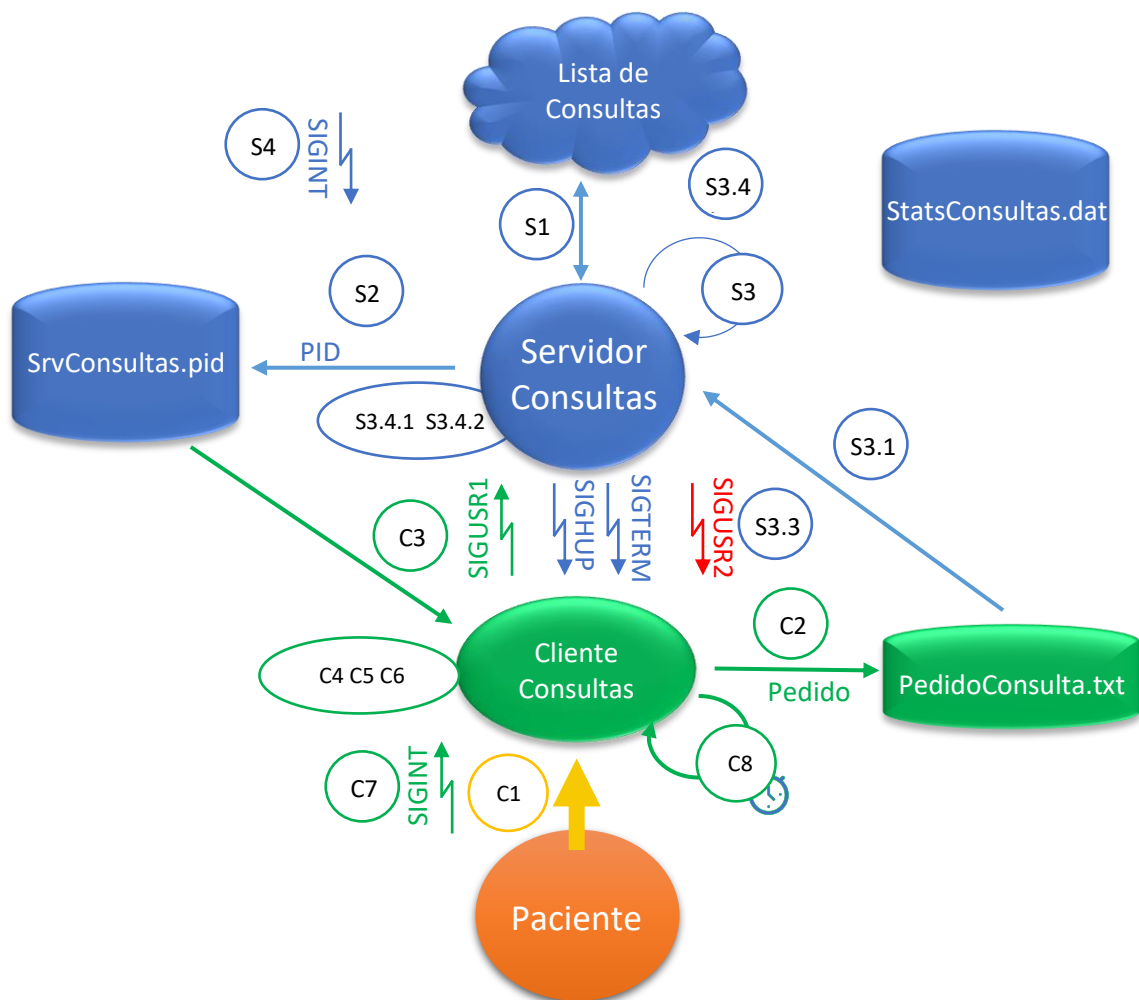 Lista de
Consultas
S4
SIGINT
S3.4
StatsConsultas.dat
S1
S2
S3
SrvConsultas.pid
PID
Servidor
Consultas
S3.4.1 S3.4.2
S3.1
C3
SIGUSR1
SIGHUP
SIGTERM
SIGUSR2
S3.3
C2
Cliente
Consultas
C4 C5 C6
Pedido
PedidoConsulta.txt
C7
SIGINT
C1
C8
Paciente